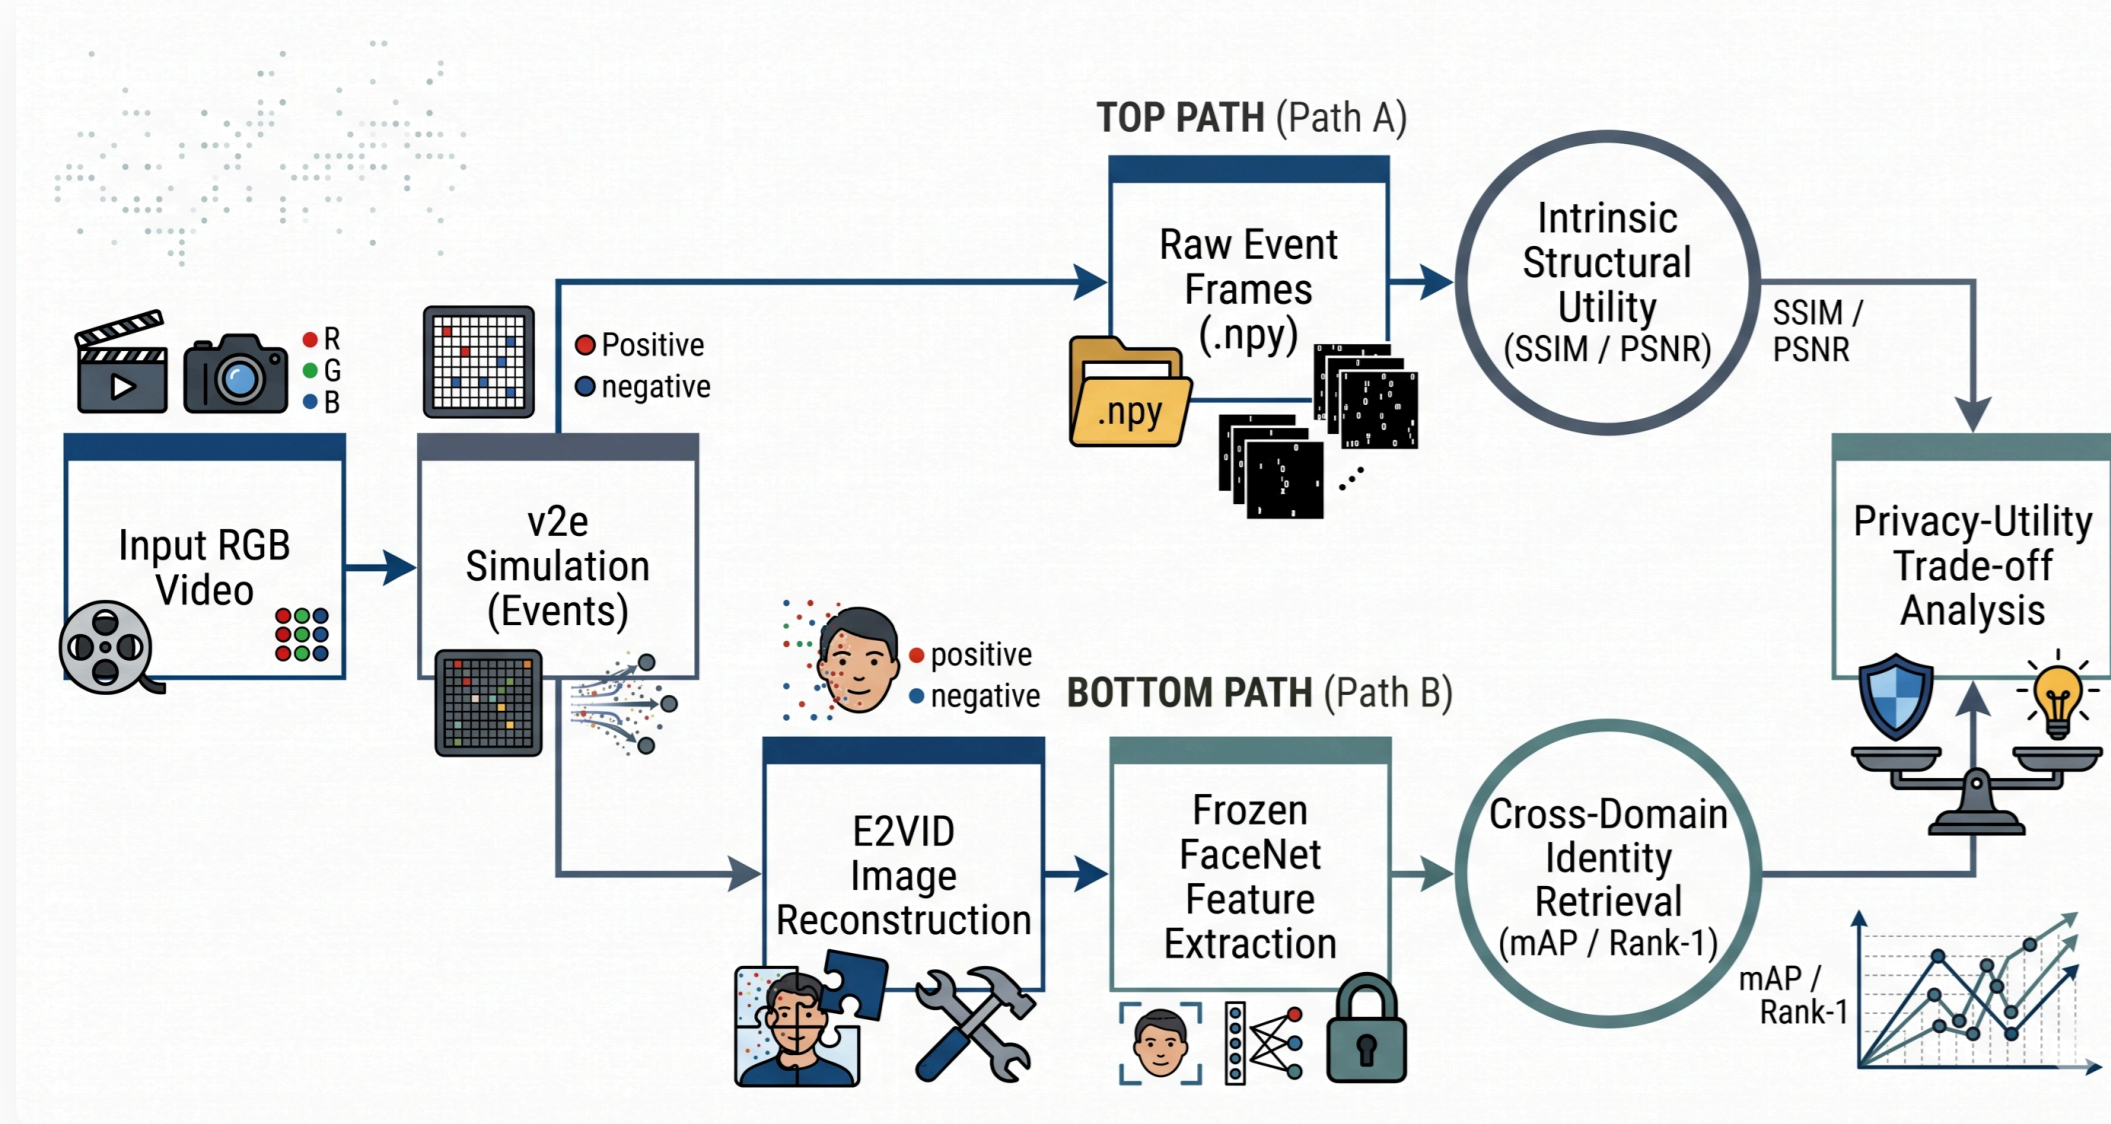 TOP PATH (Path A)
Raw Event
Frames
(.npy)
.npy
Intrinsic
Structural
Utility
(SSIM / PSNR)
SSIM /
PSNR
R
G
B
Positive
negative
Input RGB
Video
v2e
Simulation
(Events)
Privacy-Utility
Trade-off
Analysis
positive
negative
BOTTOM PATH (Path B)
E2VID
Image
Reconstruction
Frozen
FaceNet
Feature
Extraction
Cross-Domain
Identity
Retrieval
(mAP / Rank-1)
mAP /
Rank-1